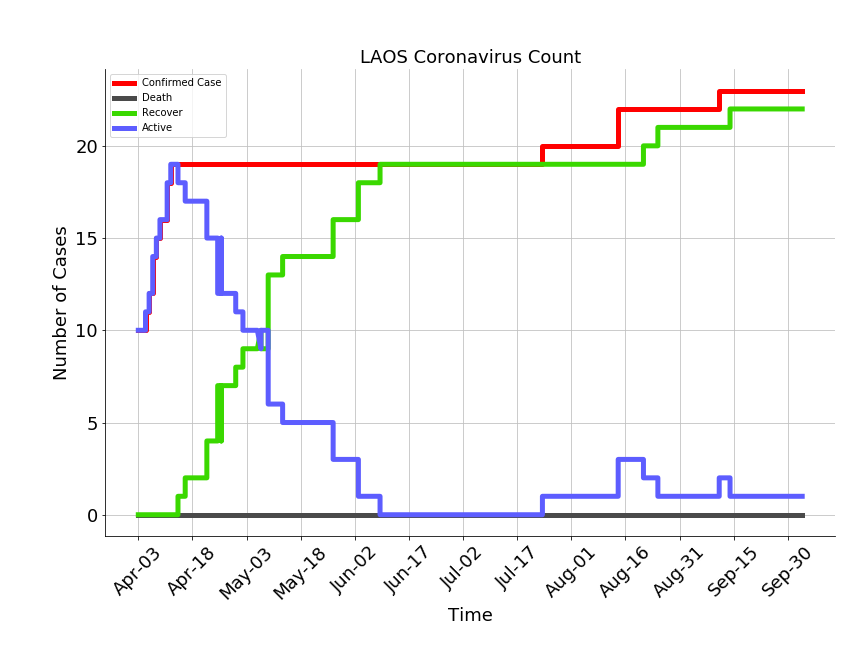 LAOS Coronavirus Count
Confirmed Case
Death
Recover
Active
Number of Cases
20
15
10
5
0
Apr-03
Apr-18
May-03
May-18
Jun-02
Jun-17
Jul-02
Jul-17
Aug-01
Aug-16
Aug-31
Sep-15
Sep-30
Time